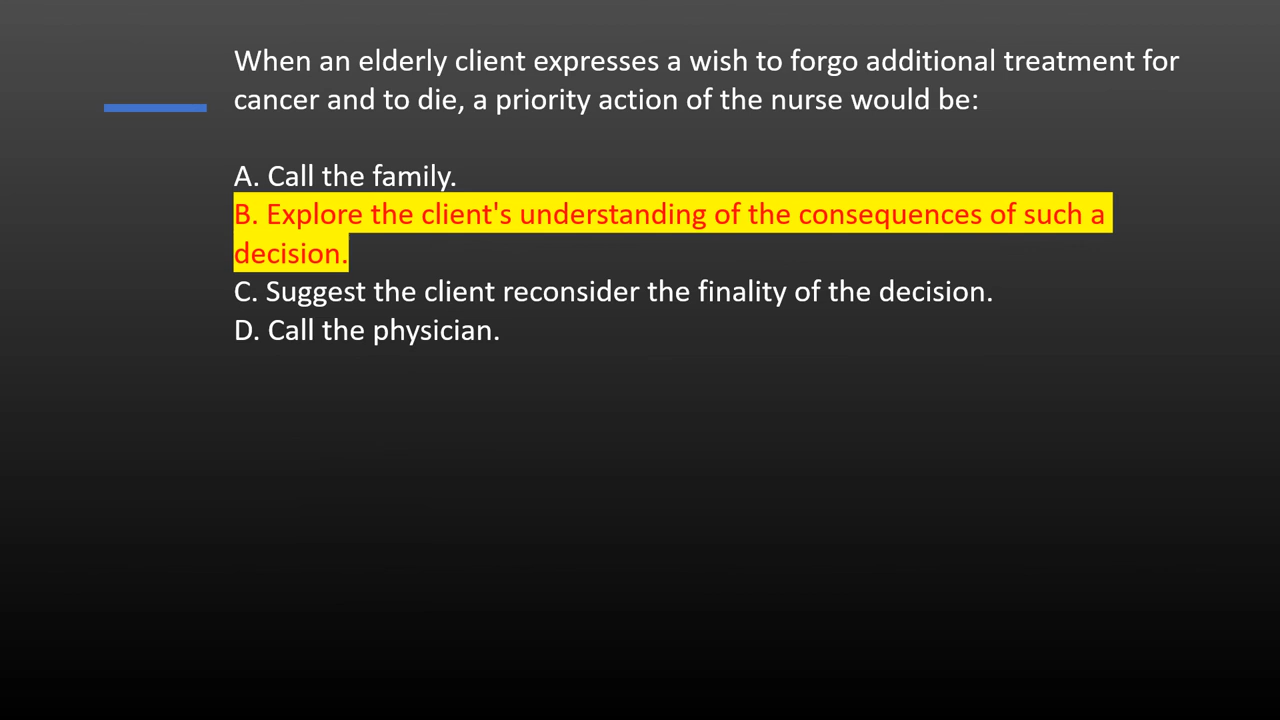 When an elderly client expresses a wish to forgo additional treatment for
cancer and to die, a priority action of the nurse would be:
A. Call the family.
B. Explore the client's understanding of the consequences of such a
decision.
C. Suggest the client reconsider the finality of the decision.
D. Call the physician.